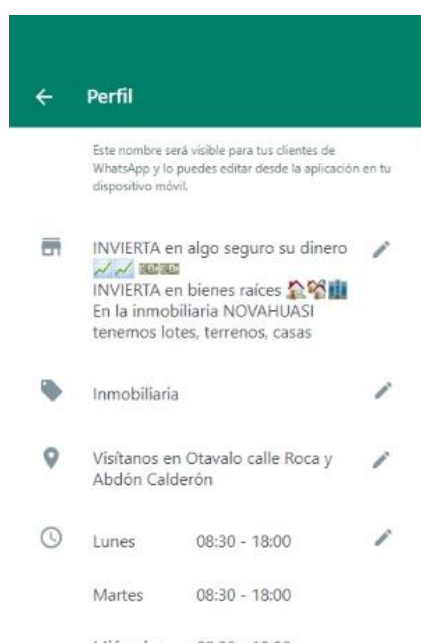 Perfil
Este nombre será visible para tus clientes de
WhatsApp y lo puedes editar desde la aplicación en tu
dispositivo móvil.
INVIERTA en algo seguro su dinero
📈📈 💵💵
INVIERTA en bienes raíces 🏠🏘️🏙️
En la inmobiliaria NOVAHUASI
tenemos lotes, terrenos, casas
Inmobiliaria
Visítanos en Otavalo calle Roca y
Abdón Calderón
Lunes 08:30 - 18:00
Martes 08:30 - 18:00